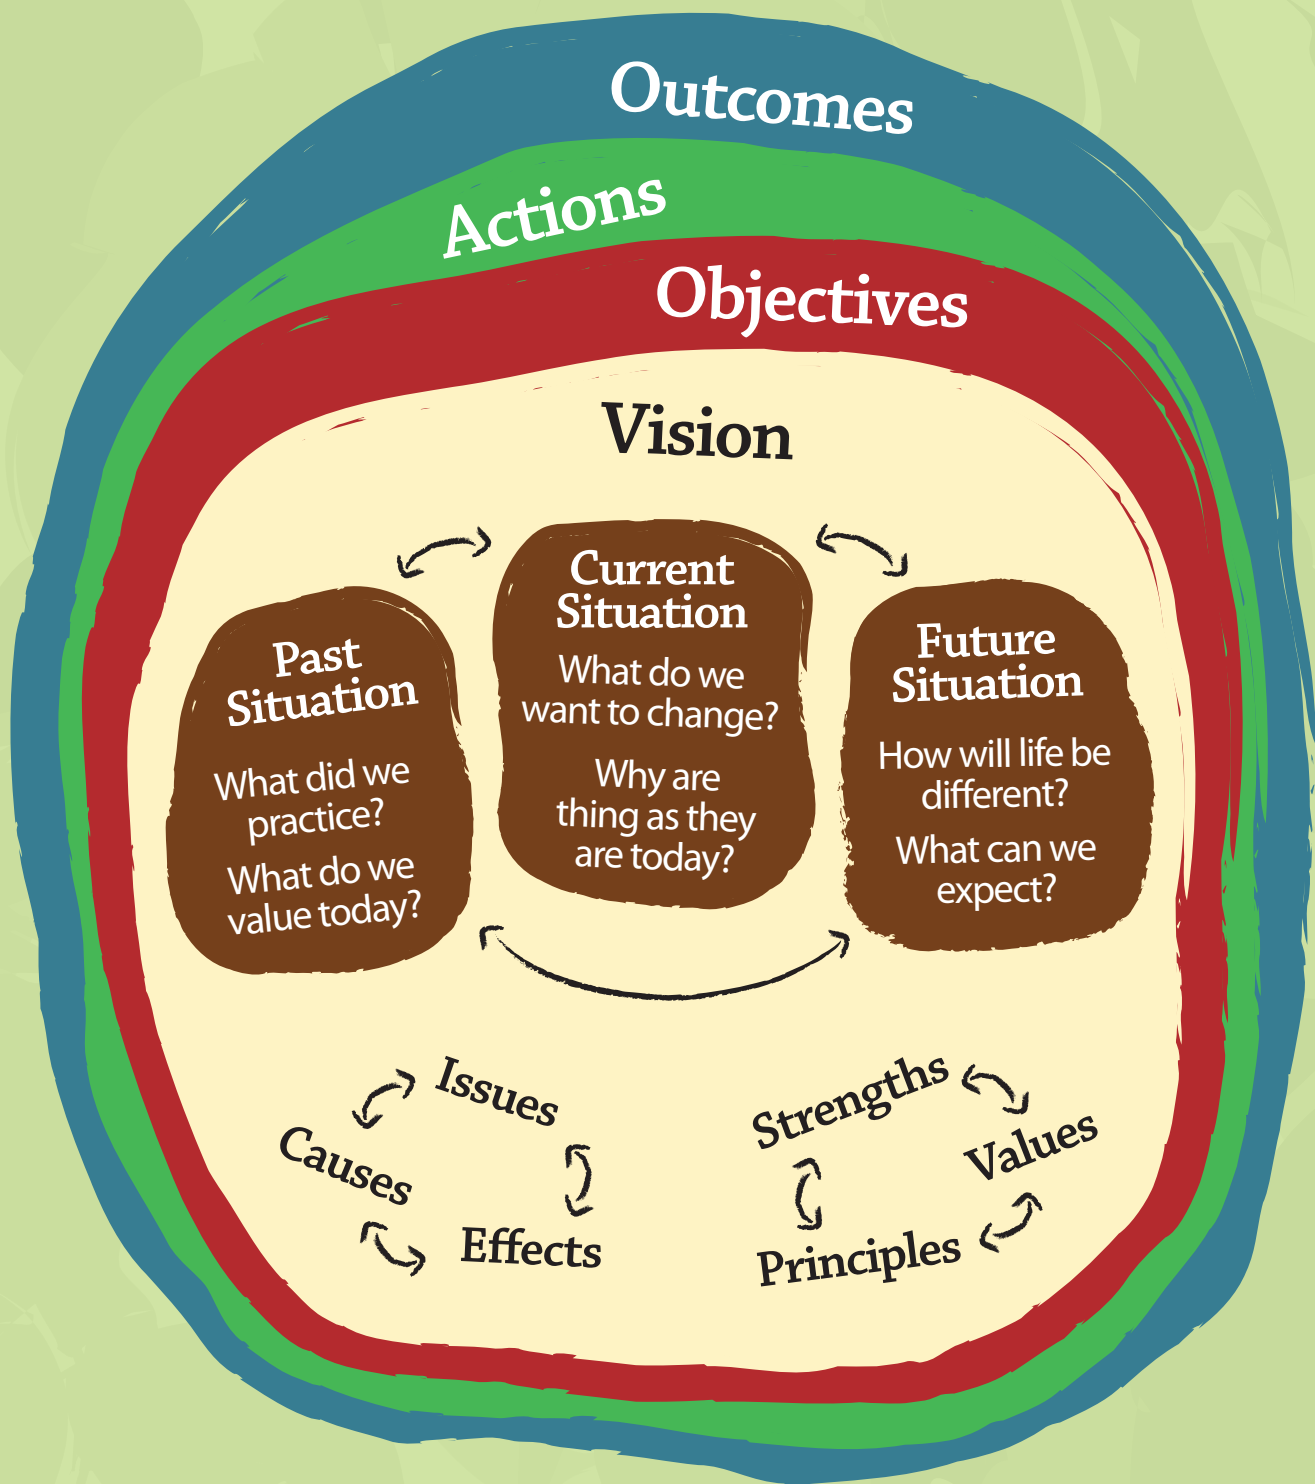 Outcomes
Actions
Objectives
Vision
Past
Situation
What did we
practice?
What do we
value today?
Current
Situation
What do we
want to change?
Why are
thing as they
are today?
Future
Situation
How will life be
different?
What can we
expect?
Issues
Causes
Effects
Strengths
Values
Principles